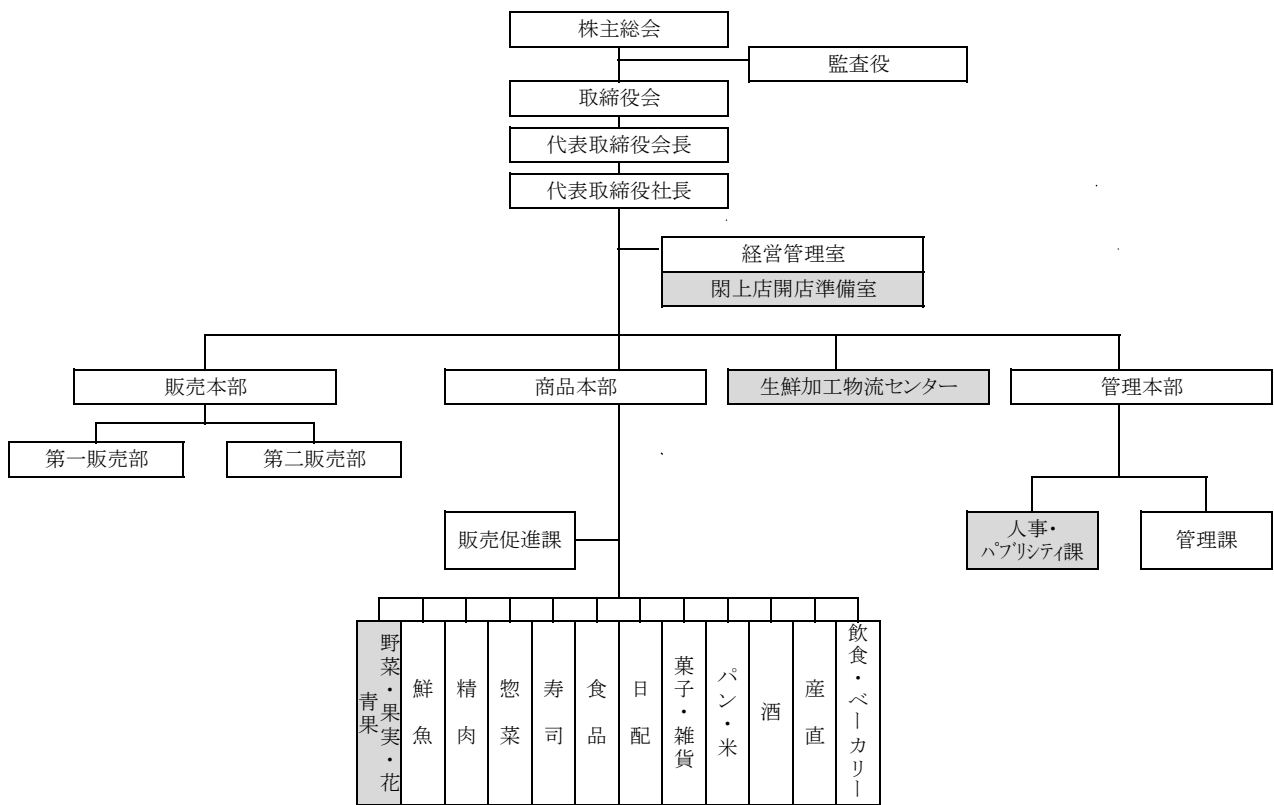 株主総会
監査役
取締役会
代表取締役会長
代表取締役社長
経営管理室
閖上店開店準備室
販売本部
商品本部
生鮮加工物流センター
管理本部
第一販売部
第二販売部
販売促進課
人事・
パブリシティ課
管理課
野菜・果実・花
青果
鮮魚
精肉
惣菜
寿司
食品
日配
菓子・雑貨
パン・米
酒
産直
飲食・ベーカリー